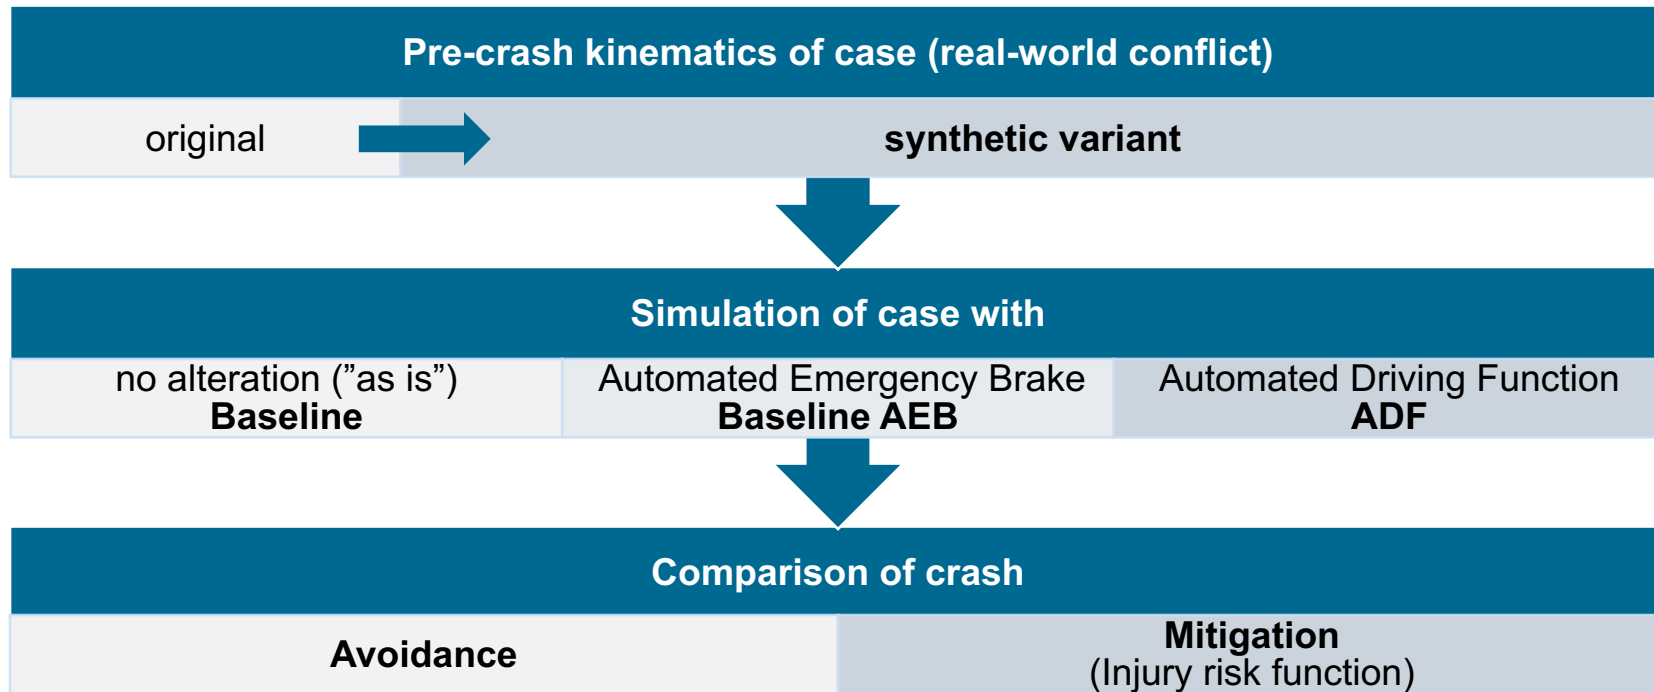 Pre-crash kinematics of case (real-world conflict)
original
synthetic variant
Simulation of case with
no alteration (”as is”)
Baseline
Automated Emergency Brake
Baseline AEB
Automated Driving Function
ADF
Comparison of crash
Avoidance
Mitigation
(Injury risk function)